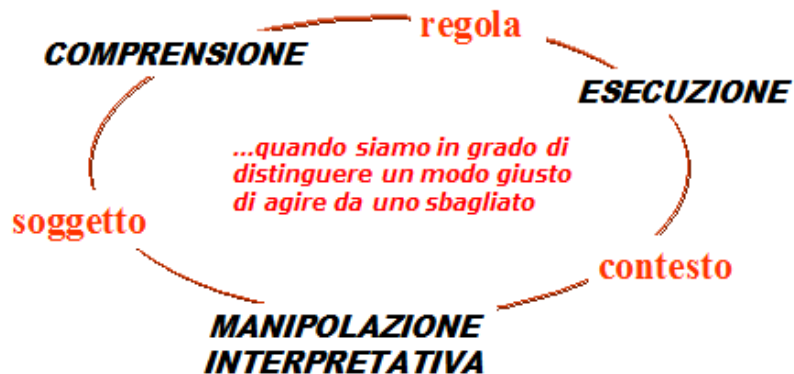 regola
COMPRENSIONE
ESECUZIONE
...quando siamo in grado di
distinguere un modo giusto
di agire da uno sbagliato
soggetto
contesto
MANIPOLAZIONE
INTERPRETATIVA